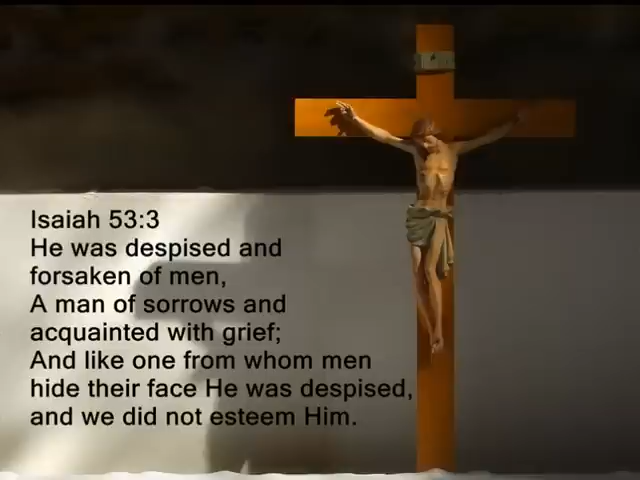 Isaiah 53:3
He was despised and
forsaken of men,
A man of sorrows and
acquainted with grief;
And like one from whom men
hide their face He was despised,
and we did not esteem Him.